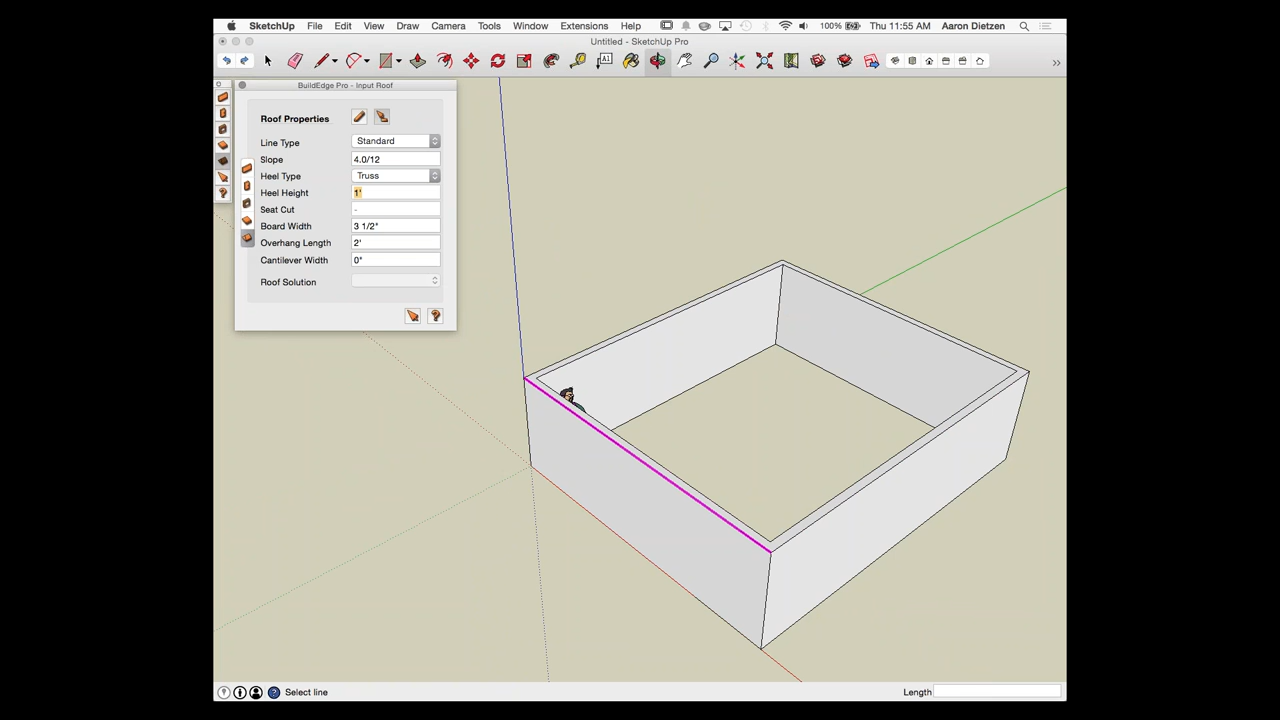 SketchUp File Edit View Draw Camera Tools Window Extensions Help 100% Thu 11:55 AM Aaron Dietzen
Untitled - SketchUp Pro
A1
BuildEdge Pro - Input Roof
Roof Properties
Line Type Standard
Slope 4.0/12
Heel Type Truss
Heel Height 1'
Seat Cut -
Board Width 3 1/2"
Overhang Length 2'
Cantilever Width 0"
Roof Solution
Select line Length